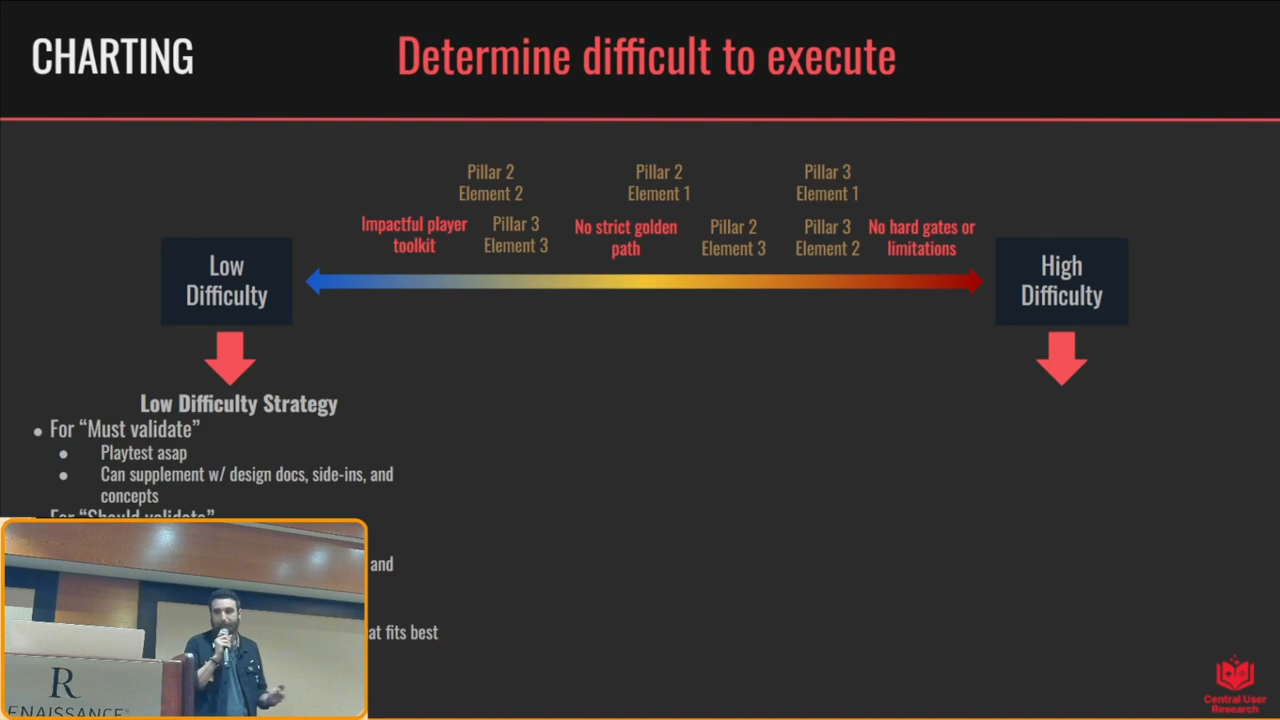 CHARTING
Determine difficult to execute
Pillar 2
Element 2
Pillar 2
Element 1
Pillar 3
Element 1
Impactful player
toolkit
Pillar 3
Element 3
No strict golden
path
Pillar 2
Element 3
Pillar 3
Element 2
No hard gates or
limitations
Low
Difficulty
High
Difficulty
Low Difficulty Strategy
● For “Must validate”
● Playtest asap
● Can supplement w/ design docs, side-ins, and
concepts
For “Should validate”
and
at fits best
R
ENAISSANCE
Central User
Research